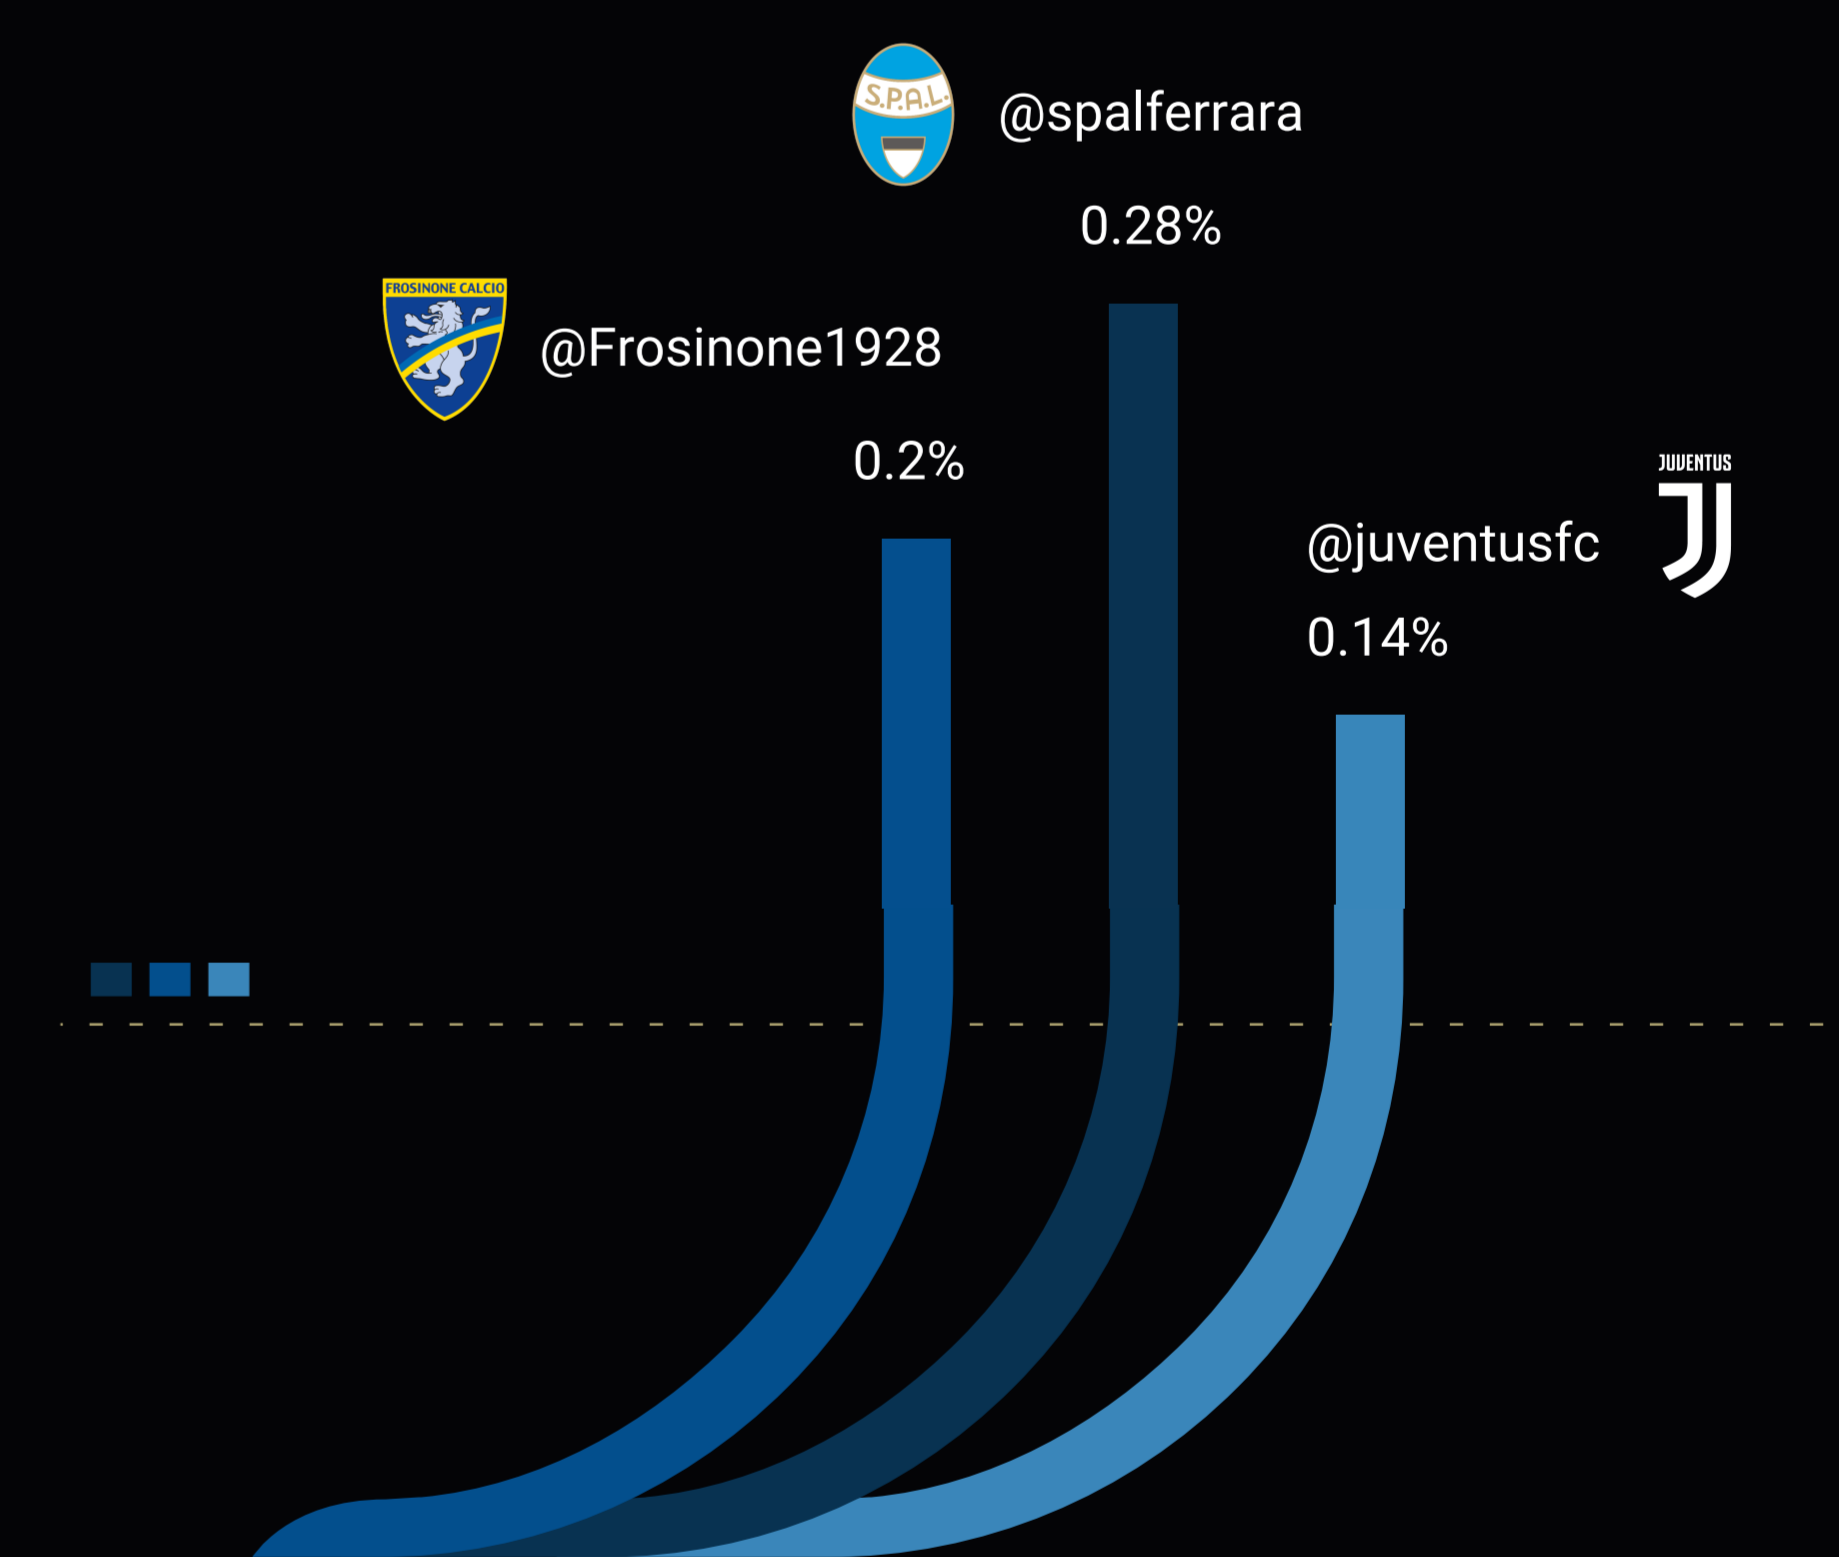 S.P.A.L.
@spalferrara
0.28%
FROSINONE CALCIO
@Frosinone1928
0.2%
JUVENTUS
@juventusfc
0.14%